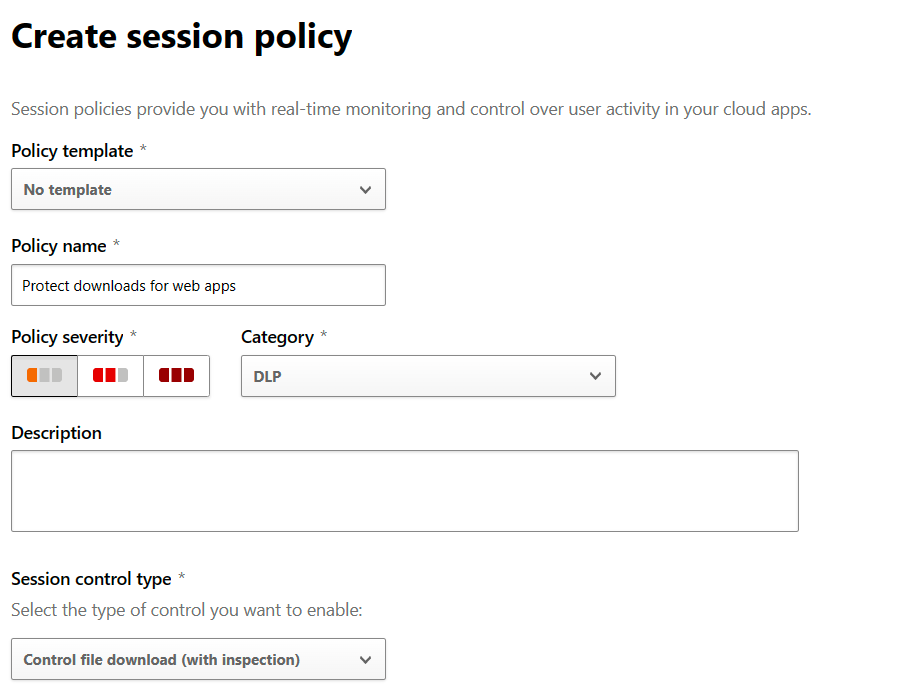 Create session policy
Session policies provide you with real-time monitoring and control over user activity in your cloud apps.
Policy template *
No template
Policy name *
Protect downloads for web apps
Policy severity *
Category *
DLP
Description
Session control type *
Select the type of control you want to enable:
Control file download (with inspection)